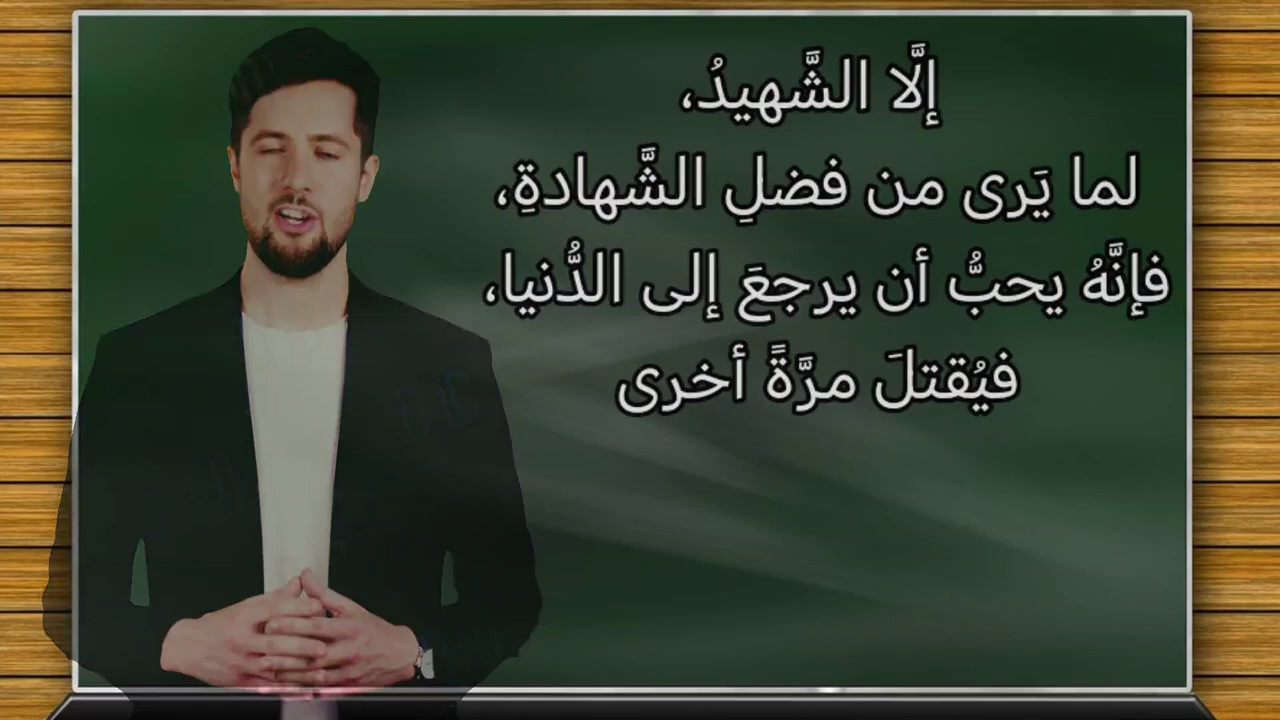 إلَّا الشَّهيدُ،
لما يَرى من فضلِ الشَّهادةِ،
فإنَّهُ يحبُّ أن يرجعَ إلى الدُّنيا،
فيُقتلَ مرَّةً أخرى